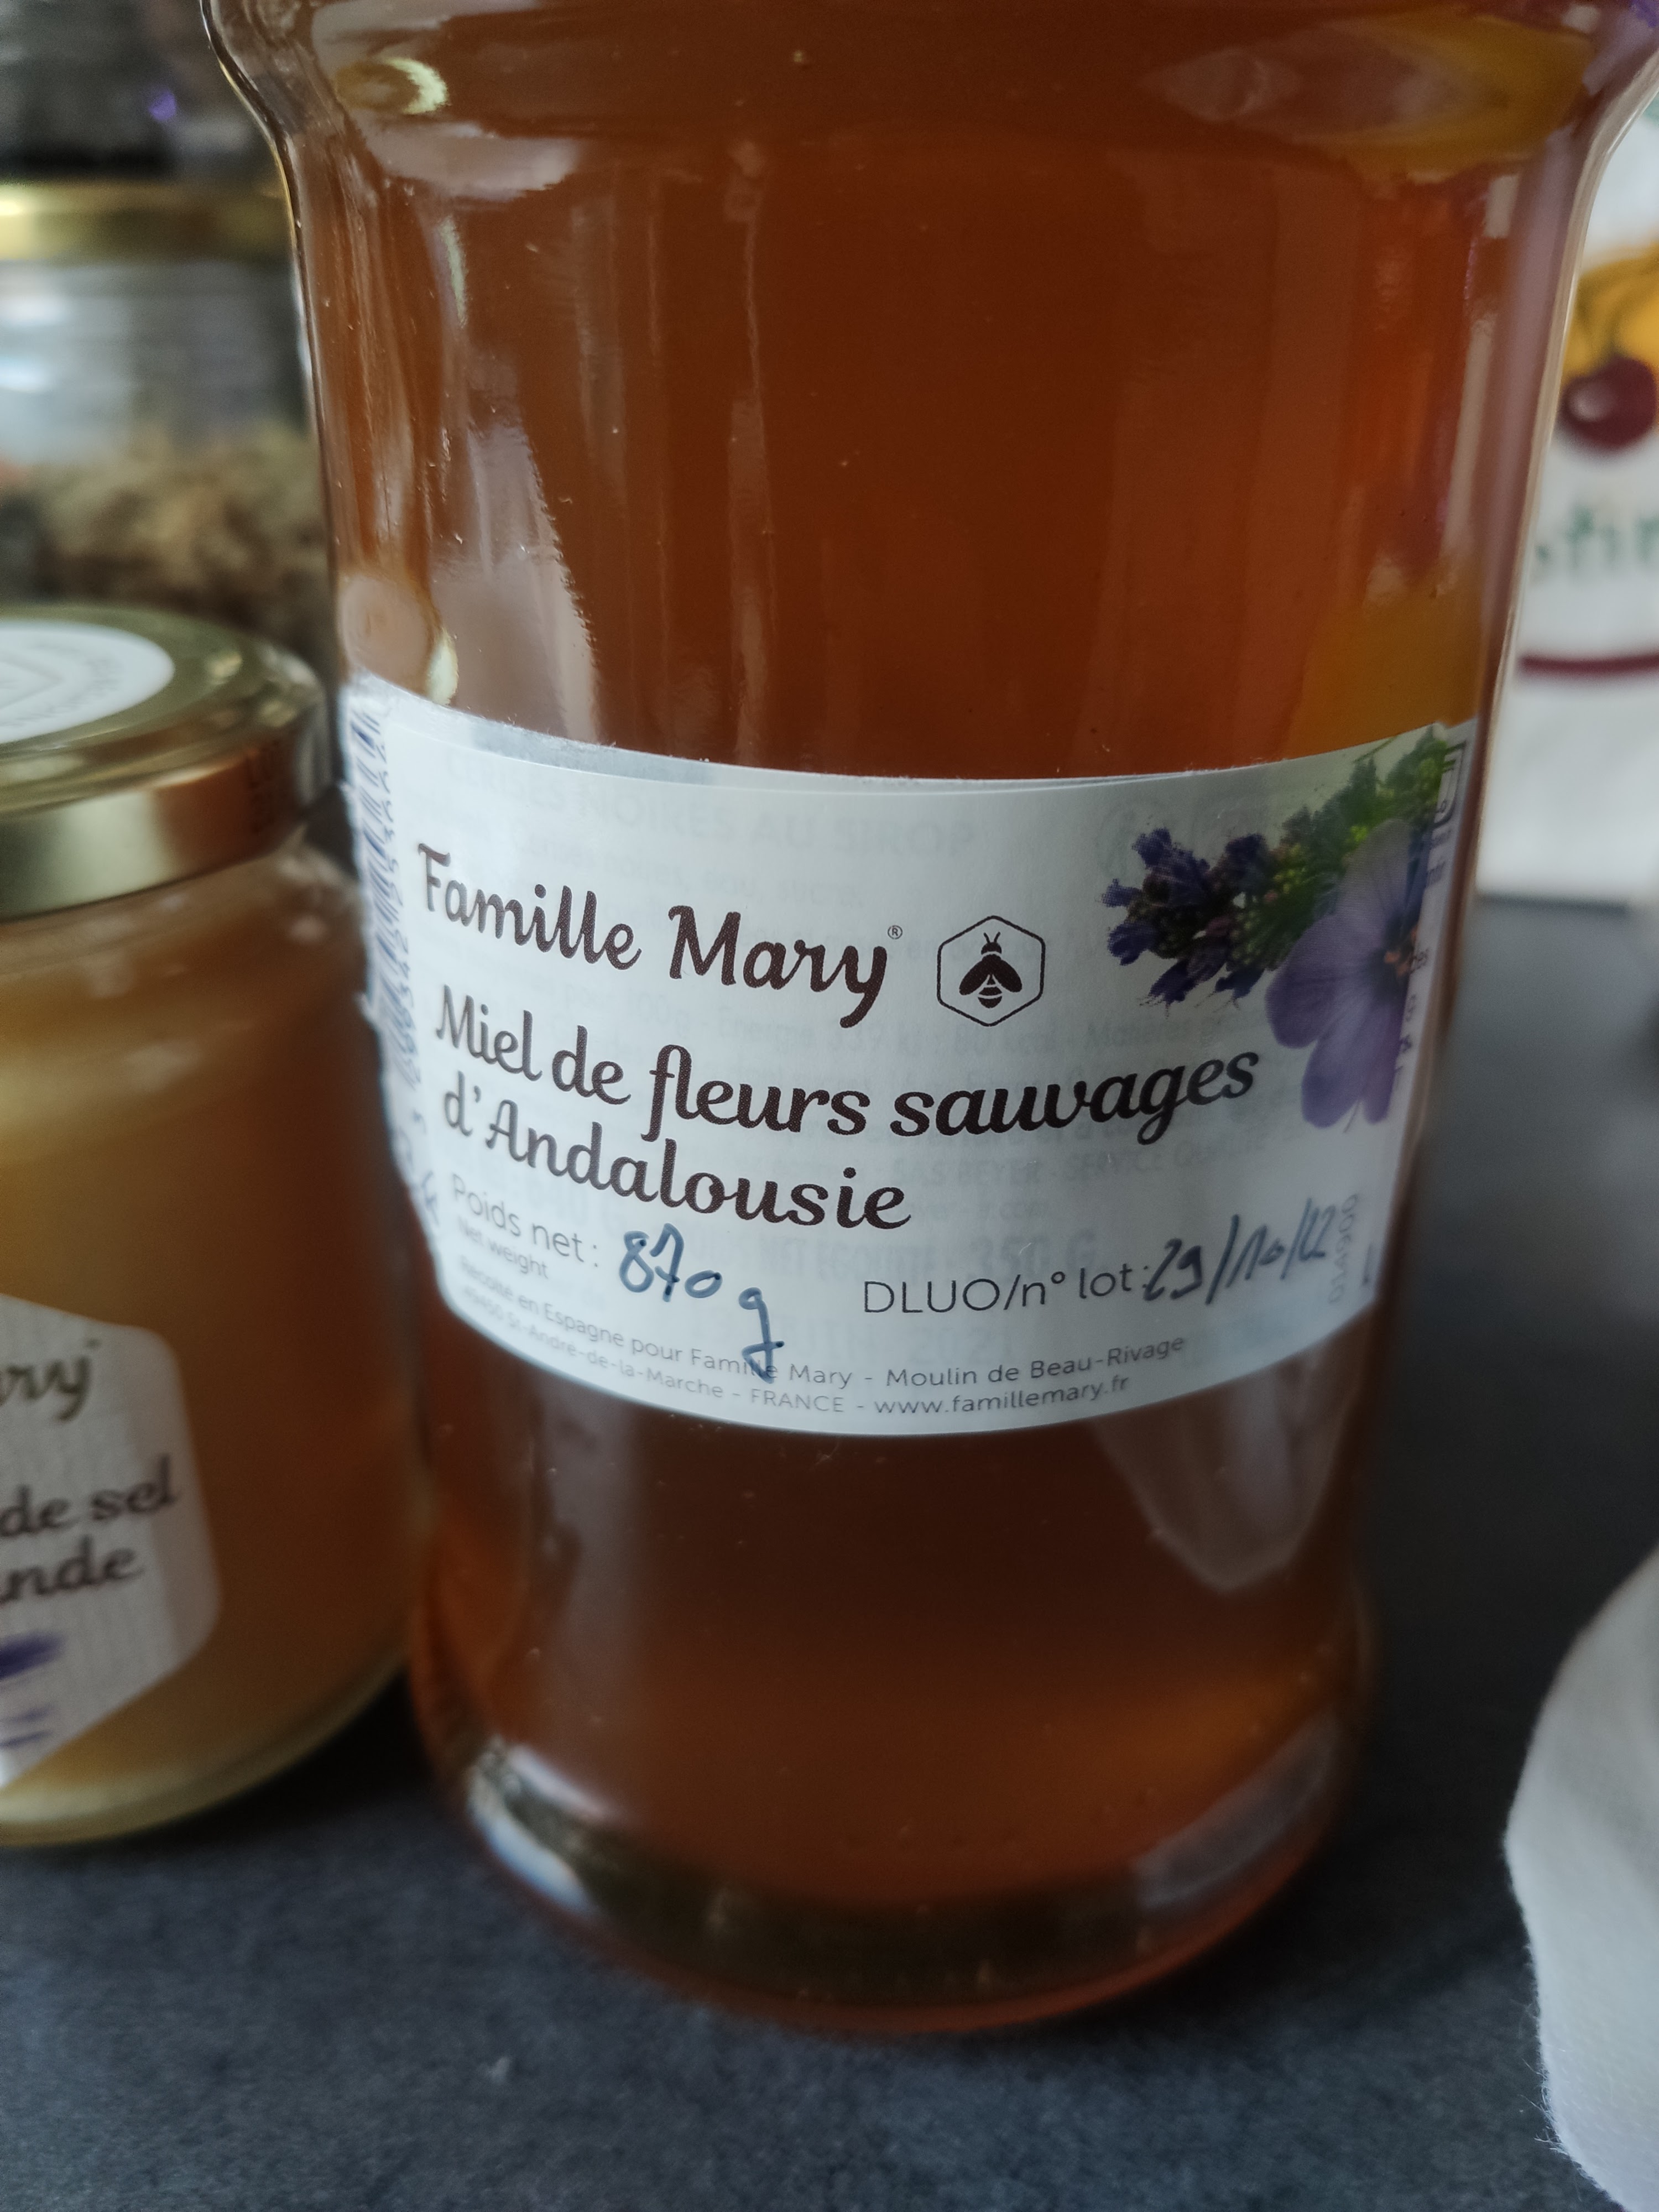 Famille Mary®
Miel de fleurs sauvages
d'Andalousie
Poids net : 870 g
Net weight
DLUO/n° lot : 29/10/22
Récolté en Espagne pour Famille Mary - Moulin de Beau-Rivage
49450 St-André-de-la-Marche - FRANCE - www.famillemary.fr
de sel